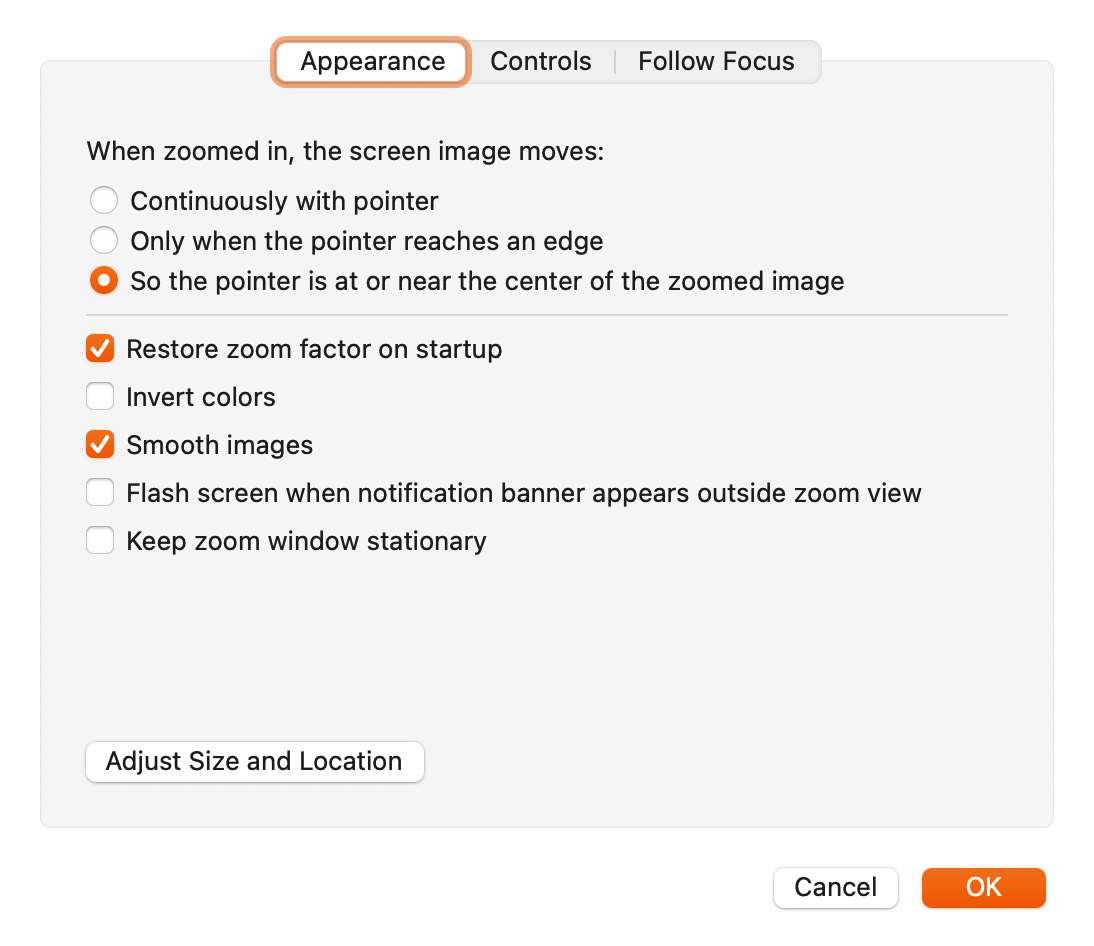 Appearance Controls Follow Focus
When zoomed in, the screen image moves:
Continuously with pointer
Only when the pointer reaches an edge
So the pointer is at or near the center of the zoomed image
Restore zoom factor on startup
Invert colors
Smooth images
Flash screen when notification banner appears outside zoom view
Keep zoom window stationary
Adjust Size and Location
Cancel OK